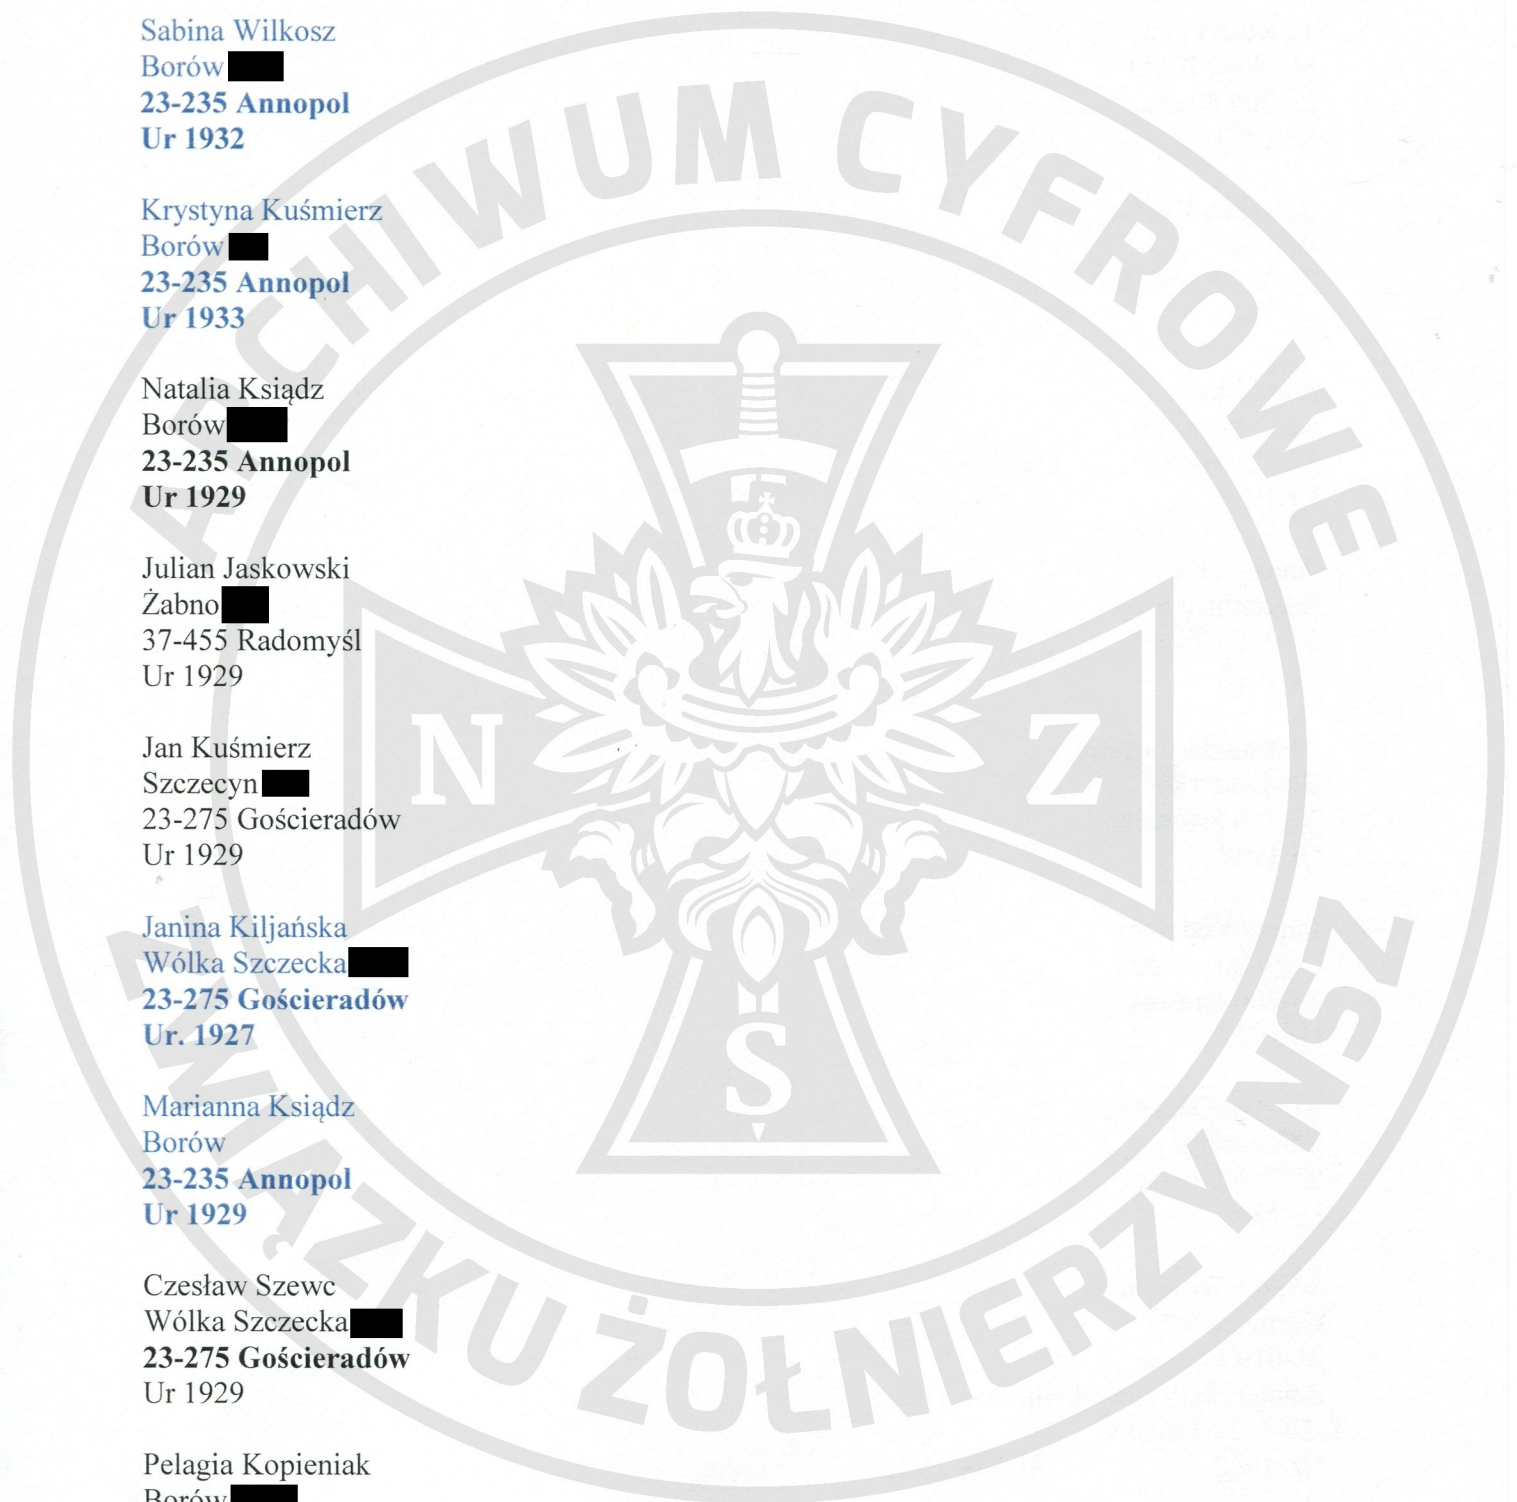 Sabina Wilkosz
Borów
23-235 Annopol
Ur 1932
Krystyna Kuśmierz
Borów
23-235 Annopol
Ur 1933
Natalia Ksiądz
Borów
23-235 Annopol
Ur 1929
Julian Jaskowski
Żabno
37-455 Radomyśl
Ur 1929
Jan Kuśmierz
Szczecyn
23-275 Gościeradów
Ur 1929
Janina Kiljańska
Wólka Szczecka
23-275 Gościeradów
Ur. 1927
Marianna Ksiądz
Borów
23-235 Annopol
Ur 1929
Czesław Szewc
Wólka Szczecka
23-275 Gościeradów
Ur 1929
Pelagia Kopieniak
Borów
ARCHIWUM CYFROWE
ZWIĄZKU ŻOŁNIERZY NSZ
N
Z
S